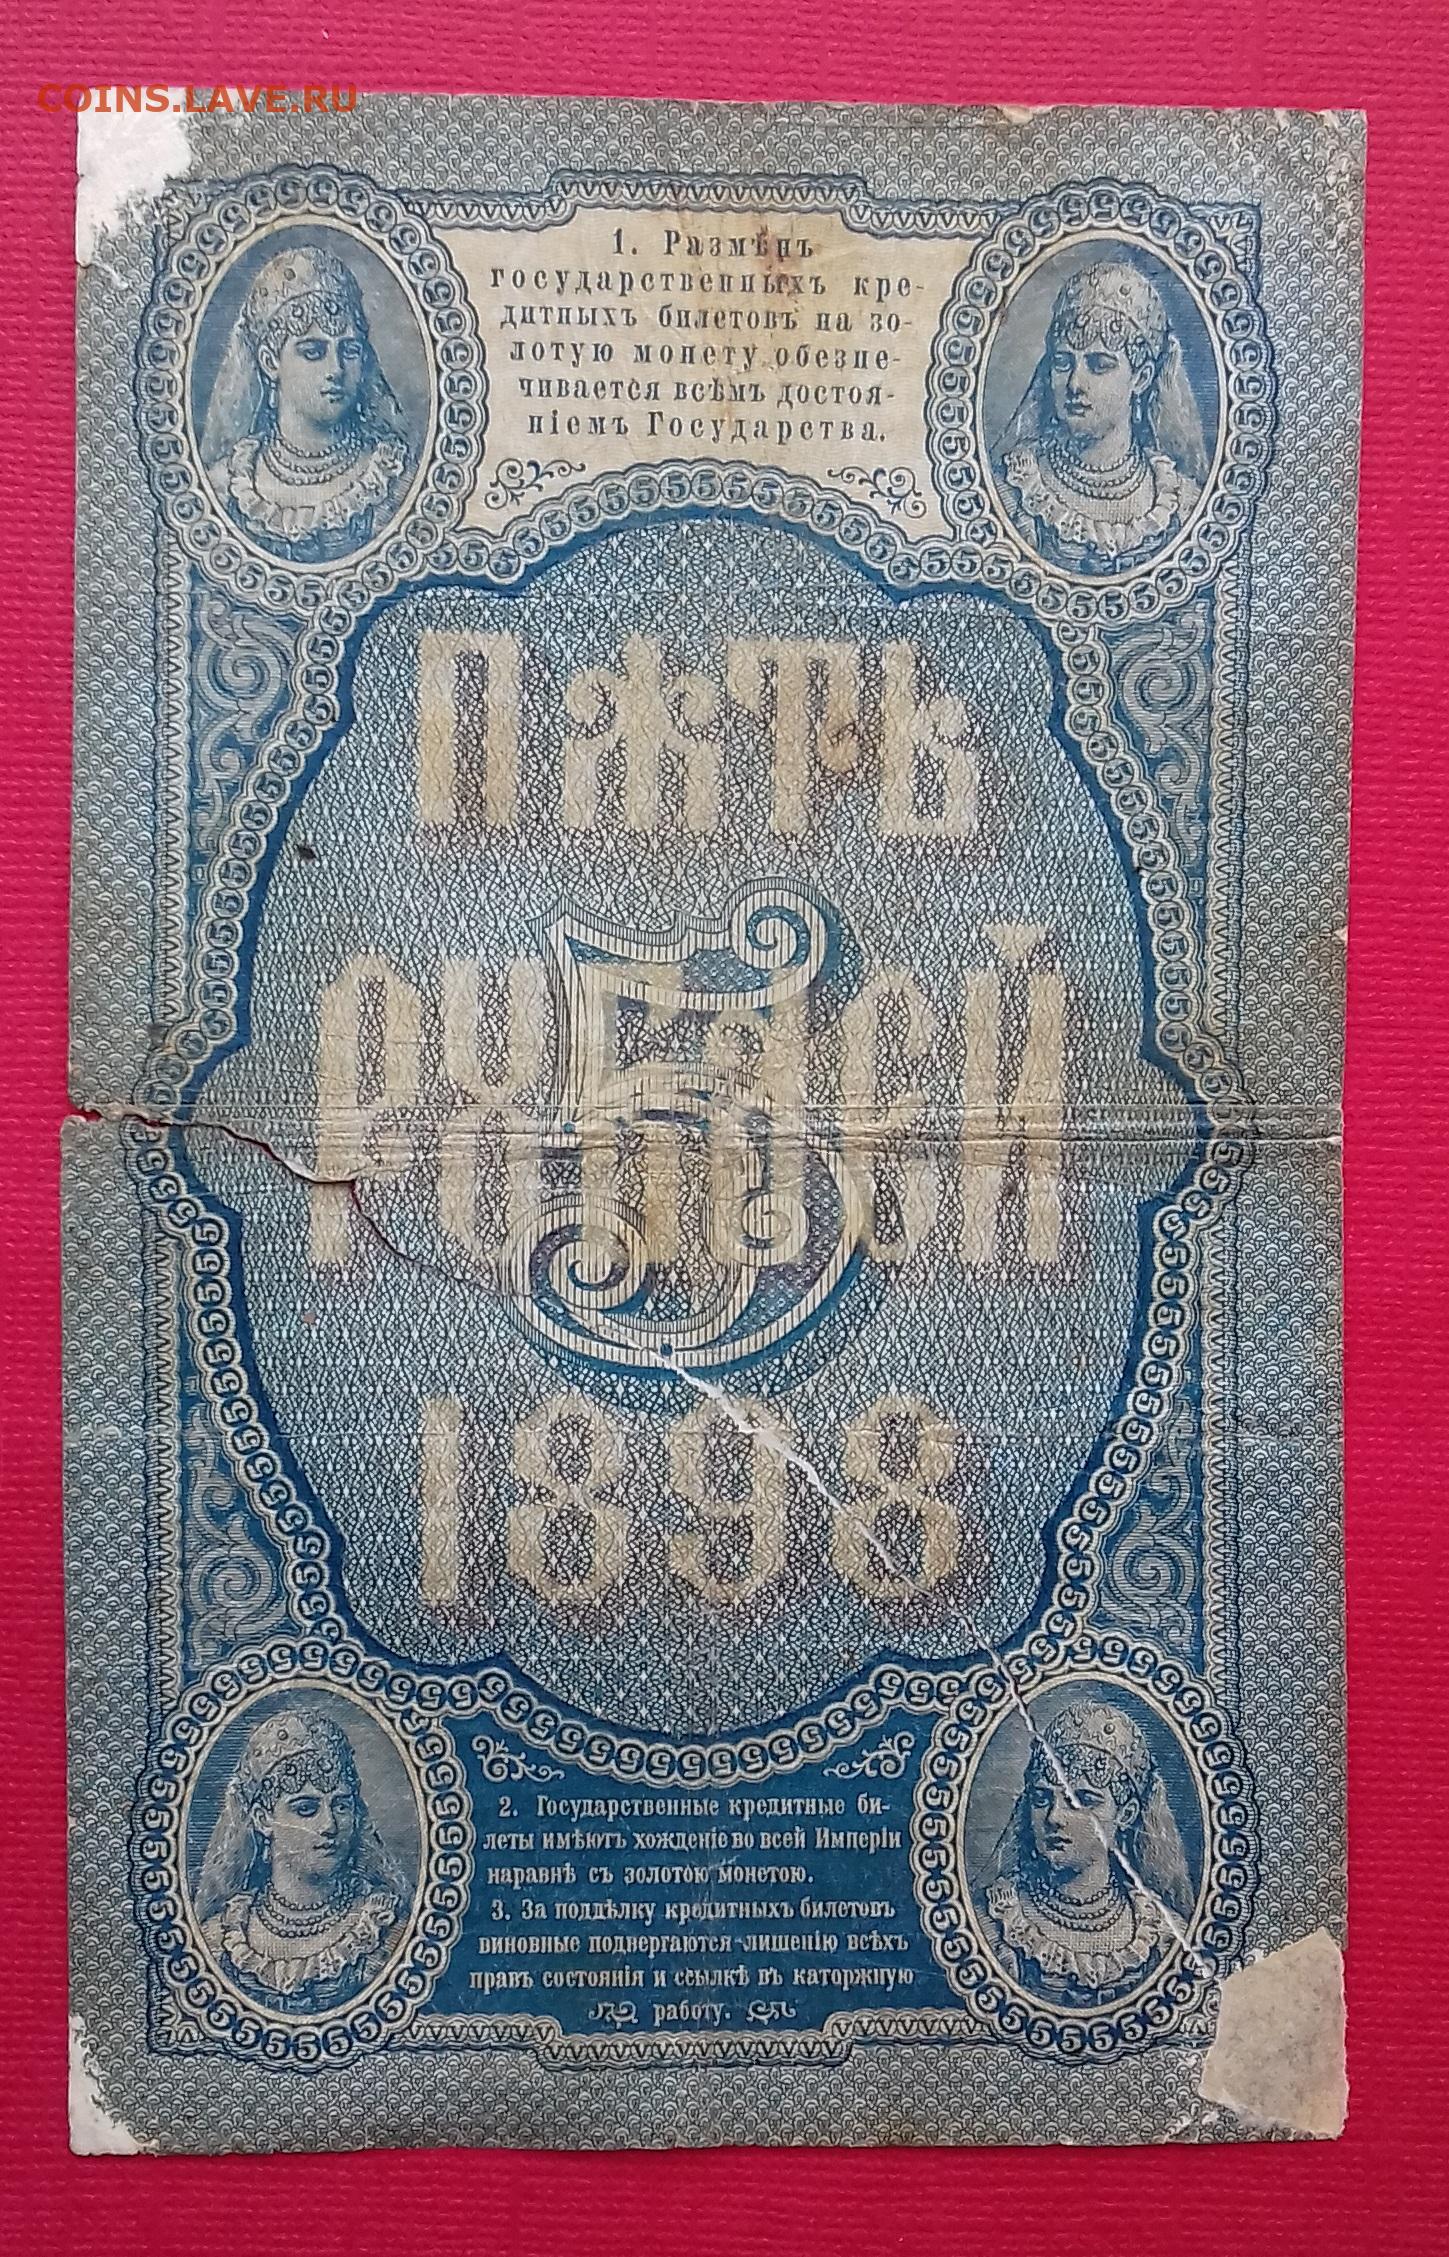 COINS.LAVE.RU
1. Размѣнъ
государственныхъ кре-
дитныхъ билетовъ на зо-
лотую монету обезпе-
чивается всѣмъ достоя-
ніемъ Государства.
ПѦТЬ
РУБЛЕЙ
5
1898
2. Государственные кредитные би-
леты имѣютъ хожденіе во всей Имперіи
наравнѣ съ золотою монетою.
3. За поддѣлку кредитныхъ билетовъ
виновные подвергаются лишенію всѣхъ
правъ состоянія и ссылкѣ въ каторжную
работу.